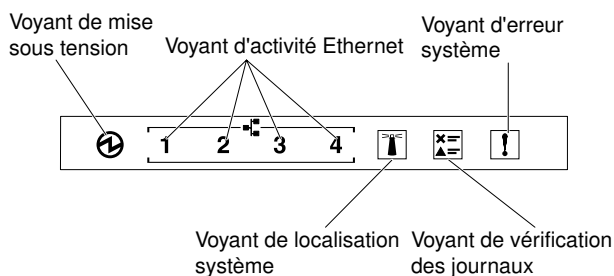 Voyant de mise
sous tension
Voyant d'activité Ethernet
Voyant d'erreur
système
1 2 3 4
Voyant de localisation
système
Voyant de vérification
des journaux